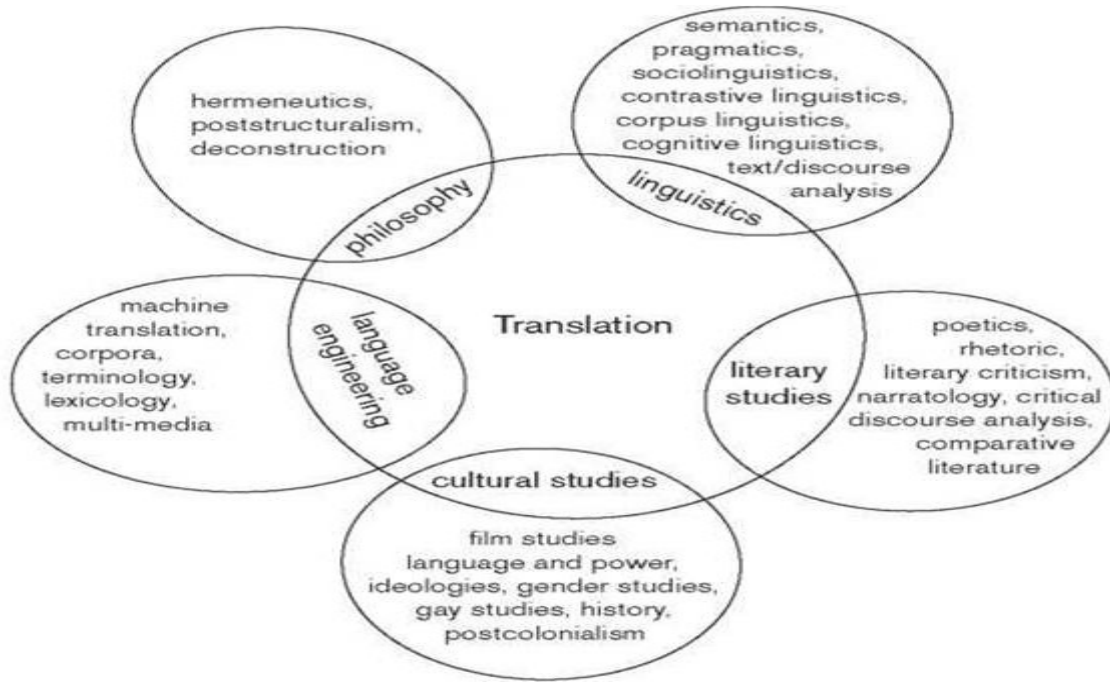 semantics,
pragmatics,
sociolinguistics,
contrastive linguistics,
corpus linguistics,
cognitive linguistics,
text/discourse
analysis
linguistics
hermeneutics,
poststructuralism,
deconstruction
philosophy
Translation
machine
translation,
corpora,
terminology,
lexicology,
multi-media
language
engineering
literary
studies
poetics,
rhetoric,
literary criticism,
narratology, critical
discourse analysis,
comparative
literature
cultural studies
film studies
language and power,
ideologies, gender studies,
gay studies, history,
postcolonialism